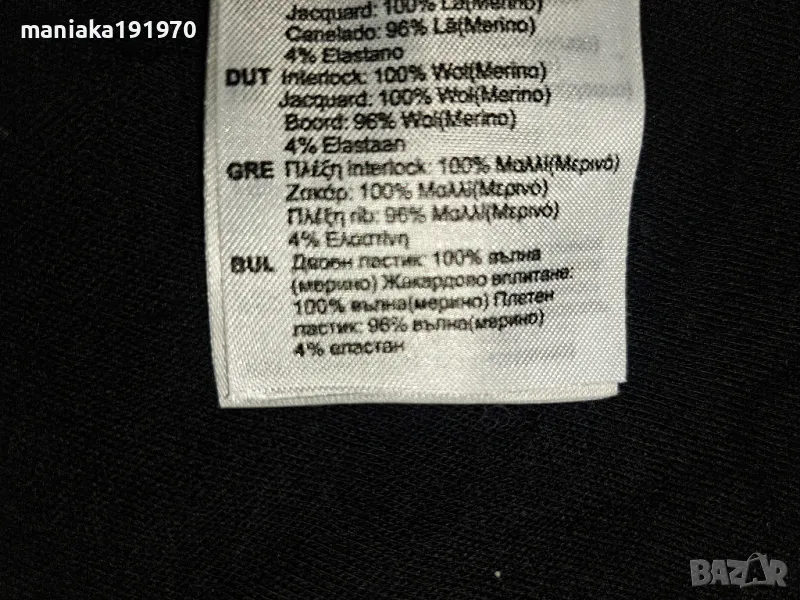 maniaka191970
Jacquard: 100% Lã(Merino)
Canelado: 96% Lã(Merino)
4% Elastano
DUT Interlock: 100% Wol(Merino)
Jacquard: 100% Wol(Merino)
Boord: 96% Wol(Merino)
4% Elastaan
GRE Πλέξη interlock: 100% Μαλλί(Μερινό)
Ζακάρ: 100% Μαλλί(Μερινό)
Πλέξη rib: 96% Μαλλί(Μερινό)
4% Ελαστίνη
BUL Двоен ластик: 100% вълна
(мерино) Жакардово вплитане:
100% вълна(мерино) Плетен
ластик: 96% вълна(мерино)
4% еластан
BAZAR